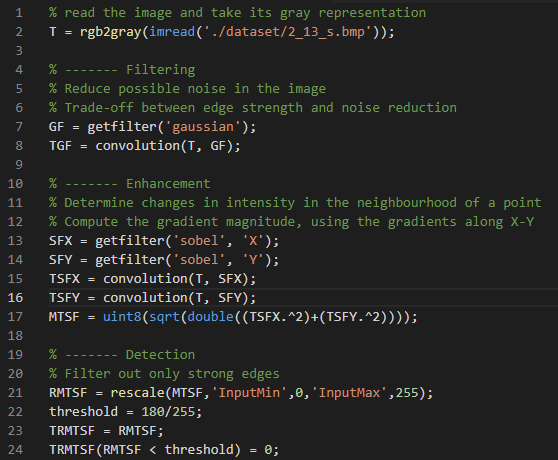 1 % read the image and take its gray representation
2 T = rgb2gray(imread('./dataset/2_13_s.bmp'));
3
4 % ------- Filtering
5 % Reduce possible noise in the image
6 % Trade-off between edge strength and noise reduction
7 GF = getfilter('gaussian');
8 TGF = convolution(T, GF);
9
10 % ------- Enhancement
11 % Determine changes in intensity in the neighbourhood of a point
12 % Compute the gradient magnitude, using the gradients along X-Y
13 SFX = getfilter('sobel', 'X');
14 SFY = getfilter('sobel', 'Y');
15 TSFX = convolution(T, SFX);
16 TSFY = convolution(T, SFY);
17 MTSF = uint8(sqrt(double((TSFX.^2)+(TSFY.^2))));
18
19 % ------- Detection
20 % Filter out only strong edges
21 RMTSF = rescale(MTSF,'InputMin',0,'InputMax',255);
22 threshold = 180/255;
23 TRMTSF = RMTSF;
24 TRMTSF(RMTSF < threshold) = 0;